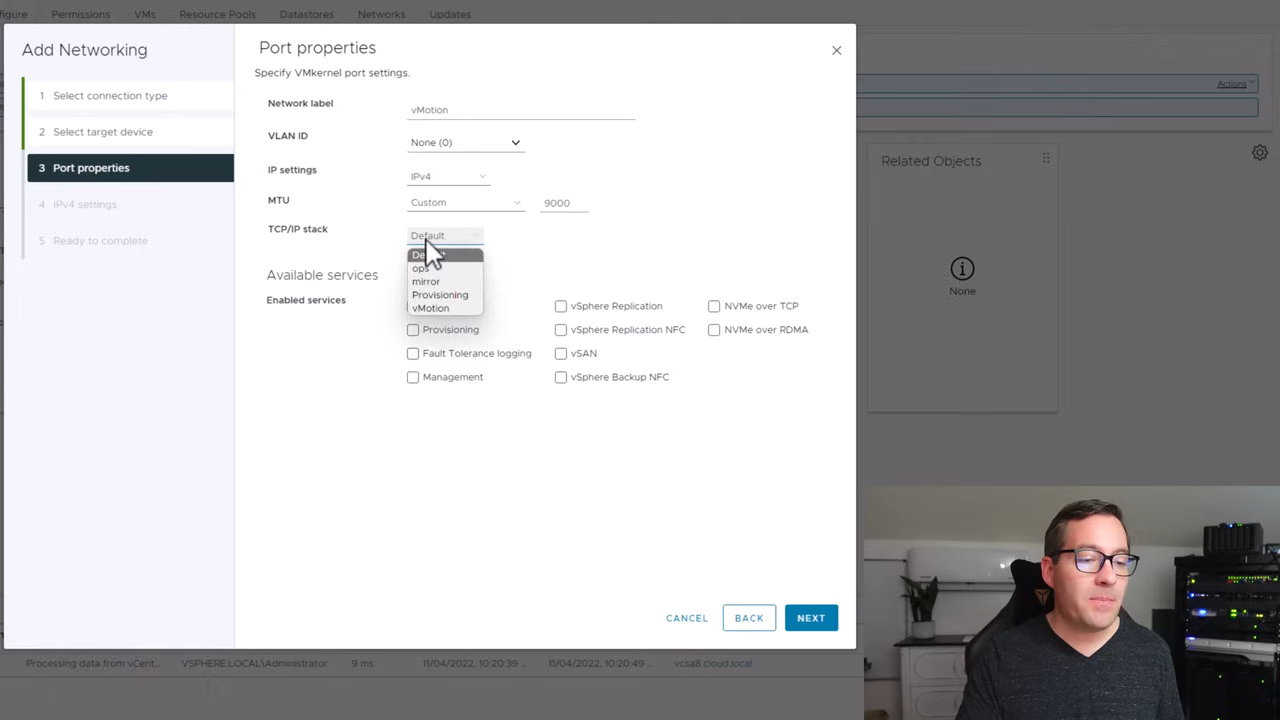 Permissions
VMs
Resource Pools
Datastores
Networks
Updates
Add Networking
1 Select connection type
2 Select target device
3 Port properties
4 IPv4 settings
5 Ready to complete
Port properties
Specify VMkernel port settings.
Network label
vMotion
VLAN ID
None (0)
IP settings
IPv4
MTU
Custom
9000
TCP/IP stack
Default
ops
mirror
Provisioning
vMotion
Available services
Enabled services
vSphere Replication
NVMe over TCP
Provisioning
vSphere Replication NFC
NVMe over RDMA
Fault Tolerance logging
vSAN
Management
vSphere Backup NFC
CANCEL
BACK
NEXT
Actions
Related Objects
None
Processing data from vCent...
VSPHERE.LOCAL\Administrator
9 ms
11/04/2022, 10:20:39 ...
11/04/2022, 10:20:49 ...
vcsa8.cloud.local